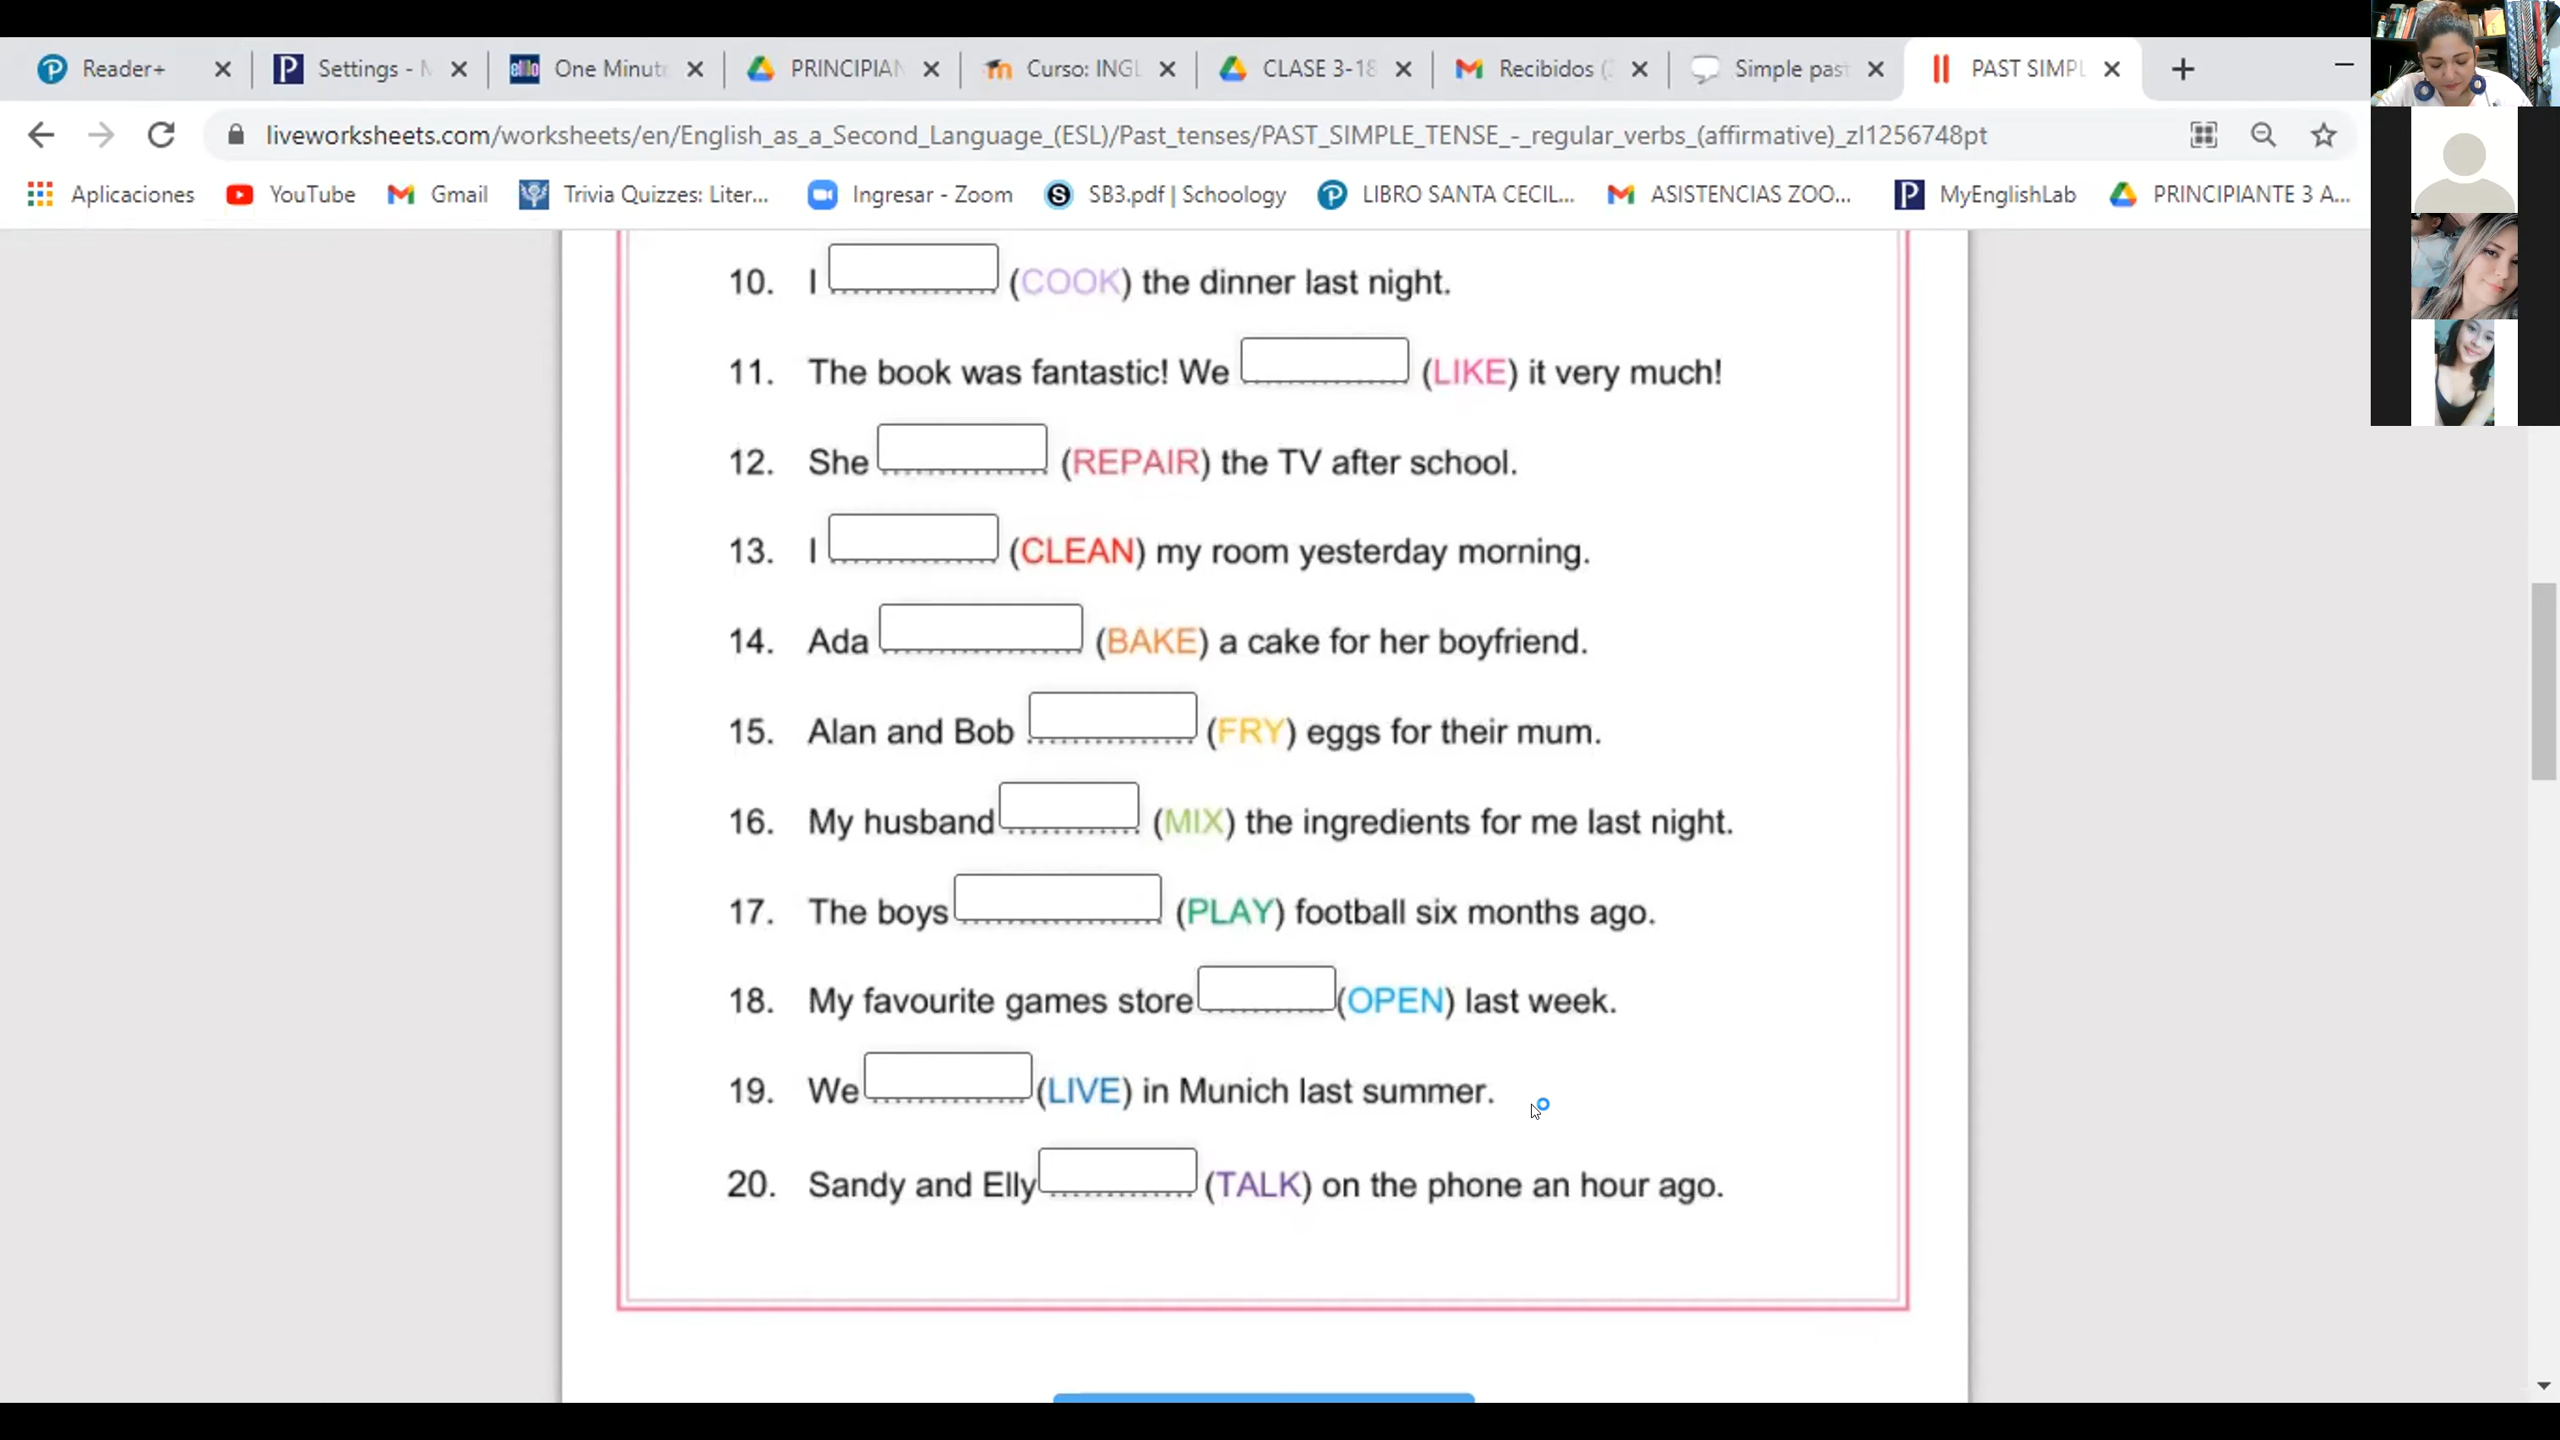 Reader+ Settings - One Minut PRINCIPIAN Curso: INGL CLASE 3-18 Recibidos ( Simple pas PAST SIMPL
liveworksheets.com/worksheets/en/English_as_a_Second_Language_(ESL)/Past_tenses/PAST_SIMPLE_TENSE_-_regular_verbs_(affirmative)_zl1256748pt
Aplicaciones YouTube Gmail Trivia Quizzes: Liter... Ingresar - Zoom SB3.pdf | Schoology LIBRO SANTA CECIL... ASISTENCIAS ZOO... MyEnglishLab PRINCIPIANTE 3 A...
10. I (COOK) the dinner last night.
11. The book was fantastic! We (LIKE) it very much!
12. She (REPAIR) the TV after school.
13. I (CLEAN) my room yesterday morning.
14. Ada (BAKE) a cake for her boyfriend.
15. Alan and Bob (FRY) eggs for their mum.
16. My husband (MIX) the ingredients for me last night.
17. The boys (PLAY) football six months ago.
18. My favourite games store (OPEN) last week.
19. We (LIVE) in Munich last summer.
20. Sandy and Elly (TALK) on the phone an hour ago.